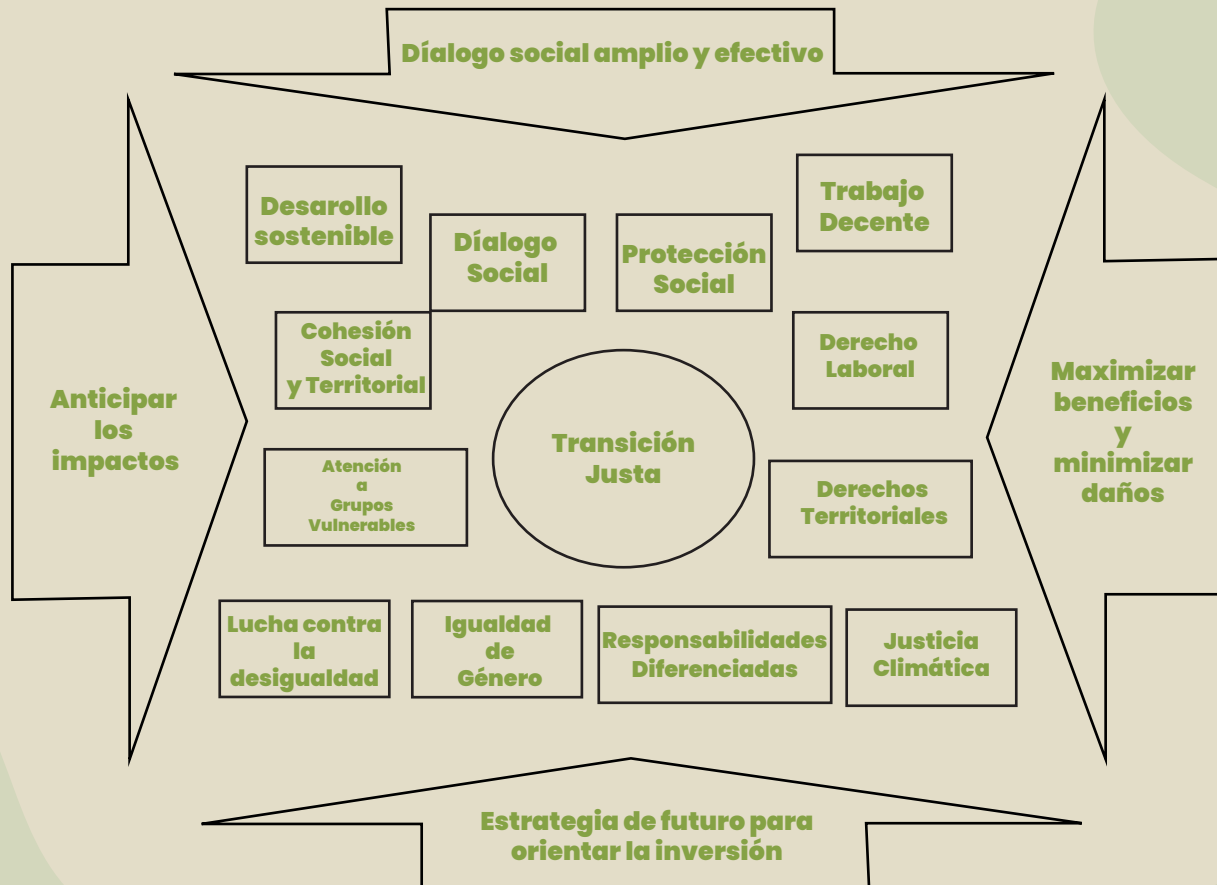 Díalogo social amplio y efectivo
Desarollo
sostenible
Díalogo
Social
Protección
Social
Trabajo
Decente
Cohesión
Social
y Territorial
Derecho
Laboral
Anticipar
los
impactos
Transición
Justa
Maximizar
beneficios
y
minimizar
daños
Atención
a
Grupos
Vulnerables
Derechos
Territoriales
Lucha contra
la
desigualdad
Igualdad
de
Género
Responsabilidades
Diferenciadas
Justicia
Climática
Estrategia de futuro para
orientar la inversión